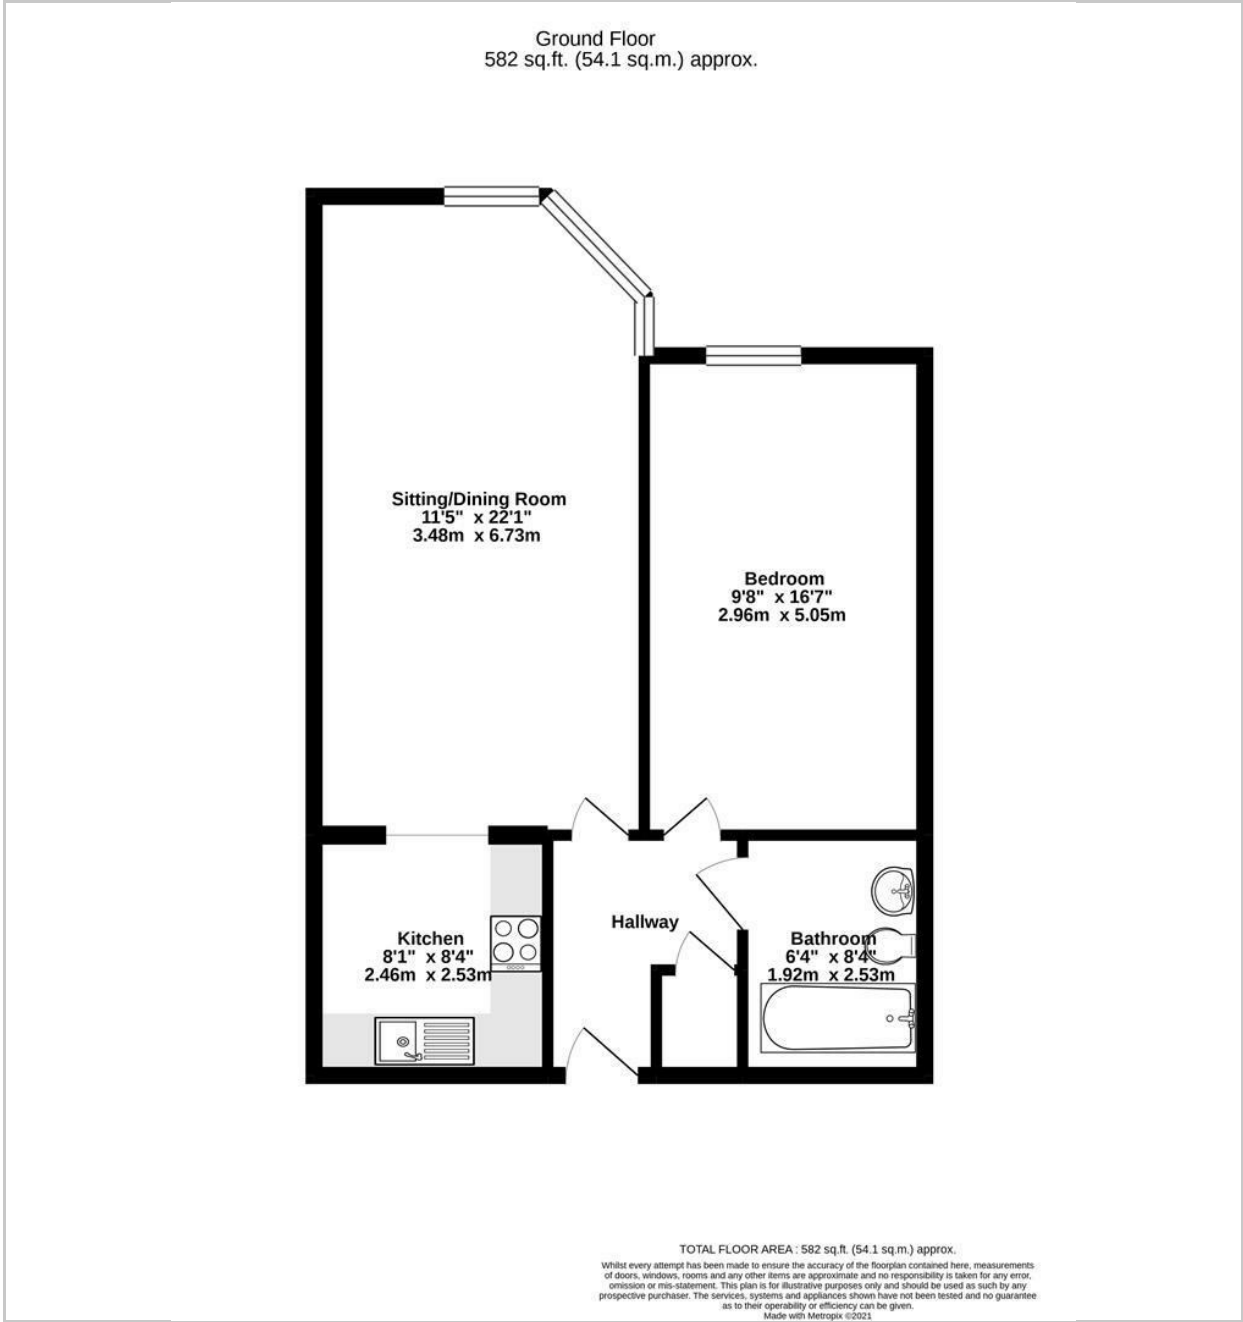 Ground Floor
582 sq.ft. (54.1 sq.m.) approx.
Sitting/Dining Room
11'5" x 22'1"
3.48m x 6.73m
Bedroom
9'8" x 16'7"
2.96m x 5.05m
Hallway
Kitchen
8'1" x 8'4"
2.46m x 2.53m
Bathroom
6'4" x 8'4"
1.92m x 2.53m
TOTAL FLOOR AREA : 582 sq.ft. (54.1 sq.m.) approx.
Whilst every attempt has been made to ensure the accuracy of the floorplan contained here, measurements
of doors, windows, rooms and any other items are approximate and no responsibility is taken for any error,
omission or mis-statement. This plan is for illustrative purposes only and should be used as such by any
prospective purchaser. The services, systems and appliances shown have not been tested and no guarantee
as to their operability or efficiency can be given.
Made with Metropix ©2021